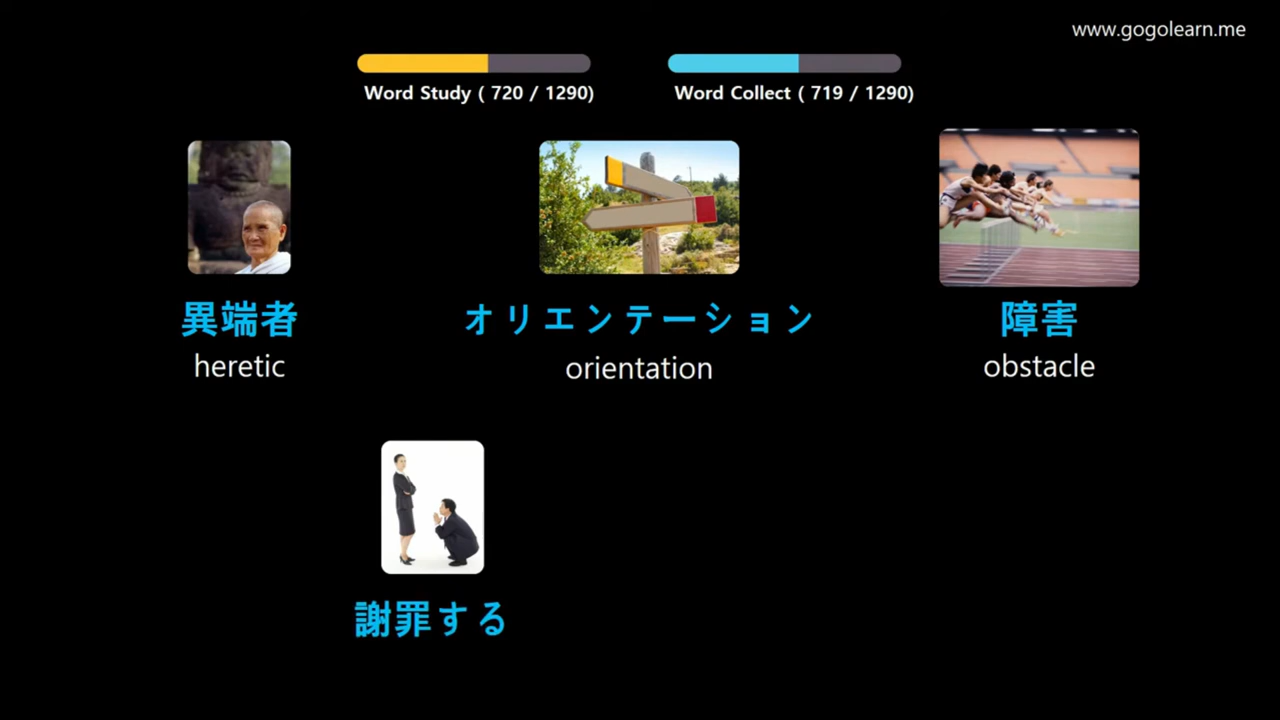 www.gogolearn.me
Word Study ( 720 / 1290)
Word Collect ( 719 / 1290)
異端者
heretic
オリエンテーション
orientation
障害
obstacle
謝罪する